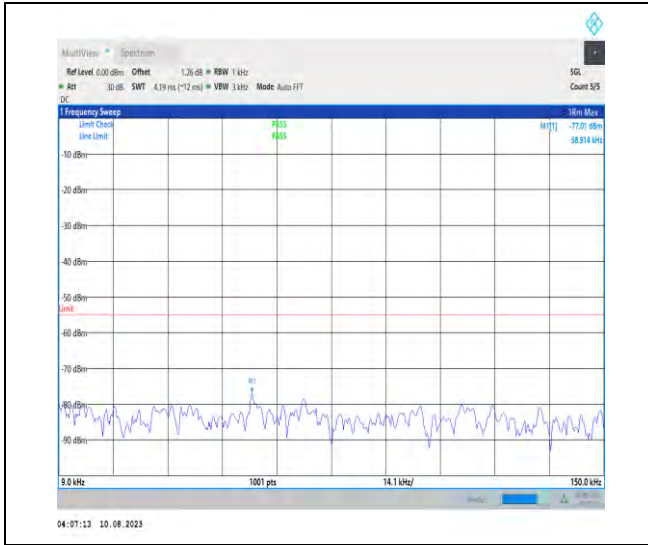 MultiView Spectrum
Ref Level 0.00 dBm Offset 1.26 dB RBW 1 kHz SGL
Att 30 dB SWT 4.19 ms (~12 ms) VBW 3 kHz Mode Auto FFT Count 5/5
DC
1 Frequency Sweep 1Rm Max
Limit Check PASS M1[1] -77.01 dBm
Line Limit PASS 58.914 kHz
-10 dBm
-20 dBm
-30 dBm
-40 dBm
-50 dBm
Limit
-60 dBm
M1
-80 dBm
-90 dBm
9.0 kHz 1001 pts 14.1 kHz/ 150.0 kHz
04:07:13 10.08.2023